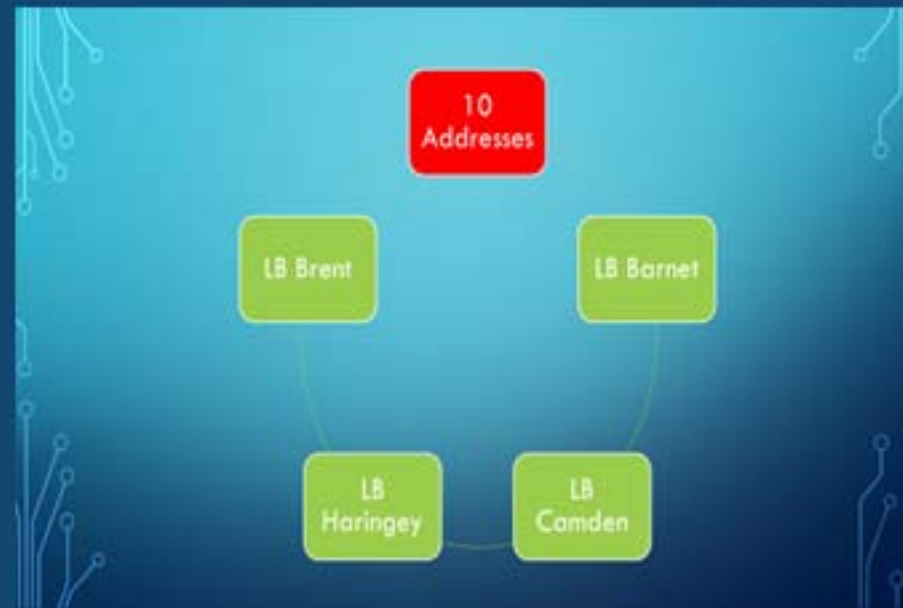 10
Addresses
LB Brent
LB Barnet
LB
Haringey
LB
Camden